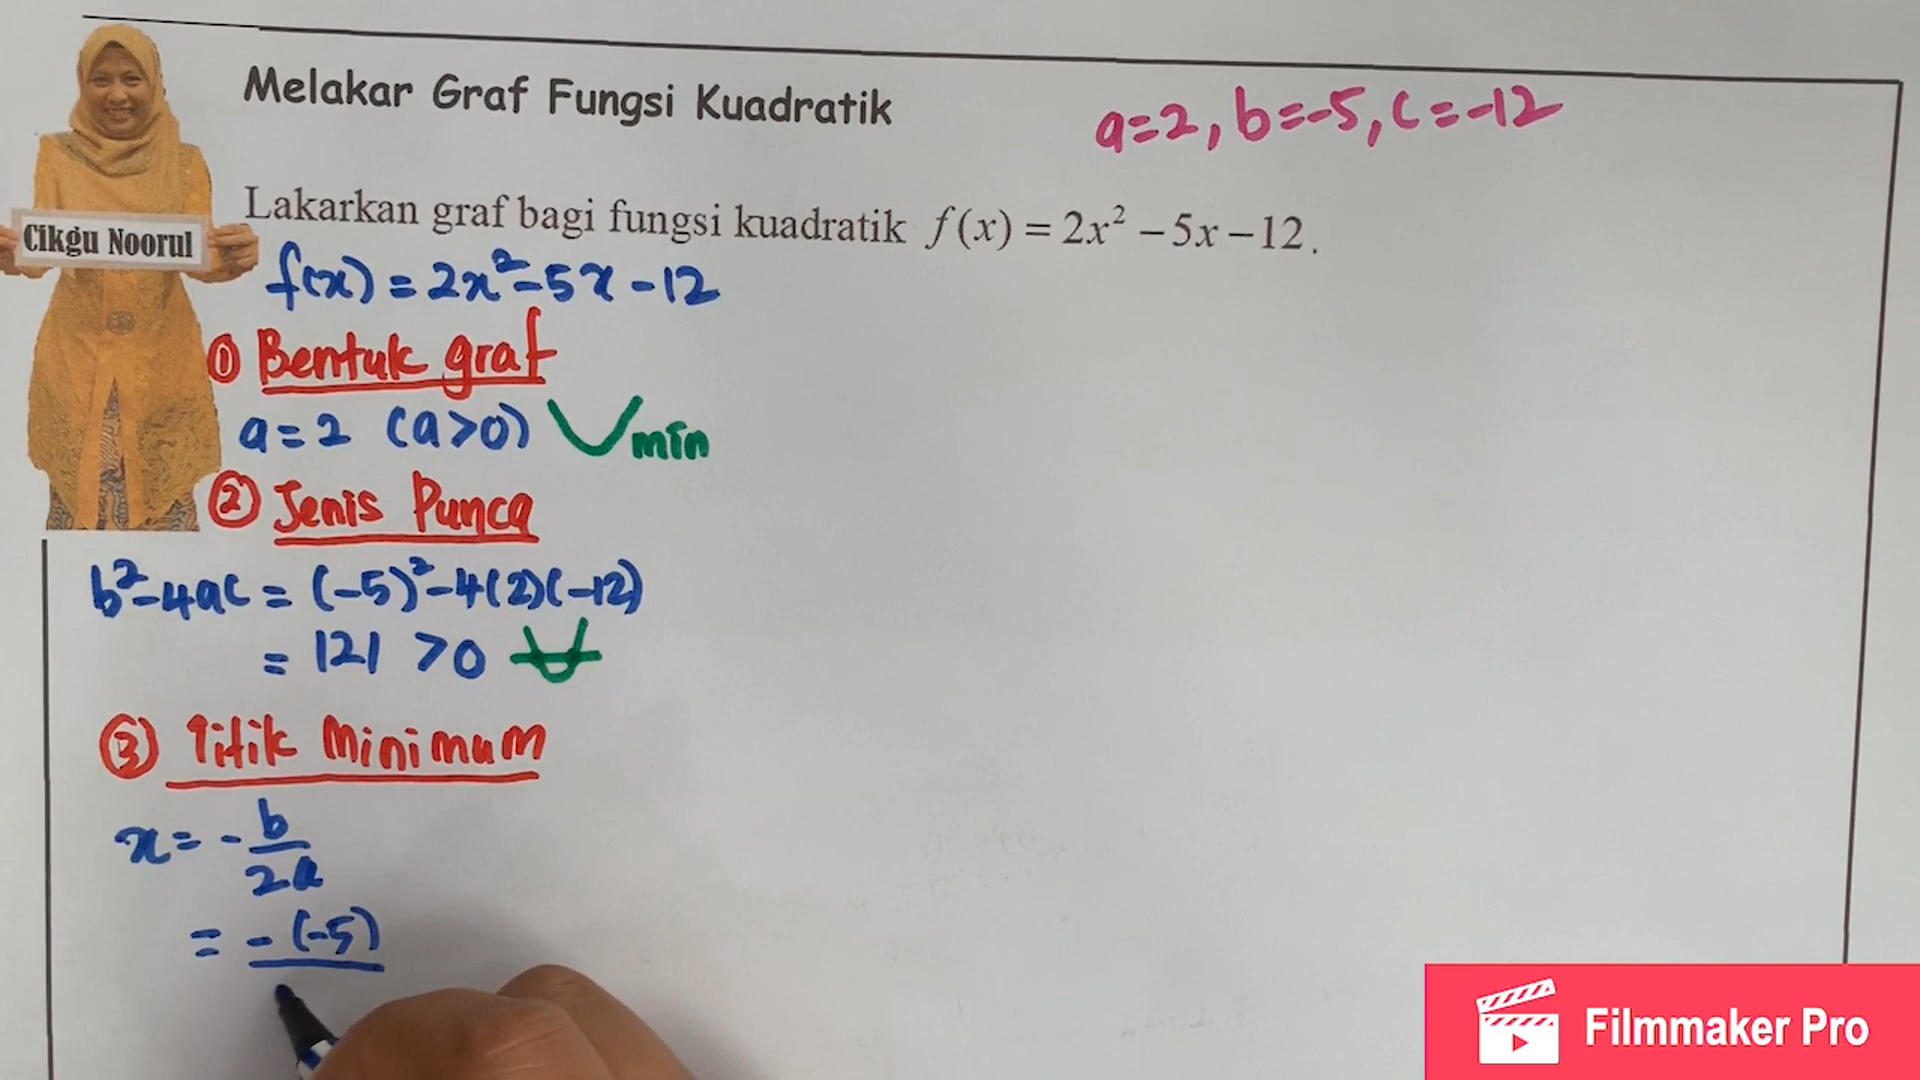 Melakar Graf Fungsi Kuadratik
a=2, b=-5, c=-12
Cikgu Noorul
Lakarkan graf bagi fungsi kuadratik f(x) = 2x² – 5x – 12.
f(x) = 2x² - 5x - 12
① Bentuk graf
a = 2 (a>0) min
② Jenis Punca
b² - 4ac = (-5)² - 4(2)(-12)
= 121 > 0
③ Titik Minimum
x = - b/2a
= -(-5)
Filmmaker Pro